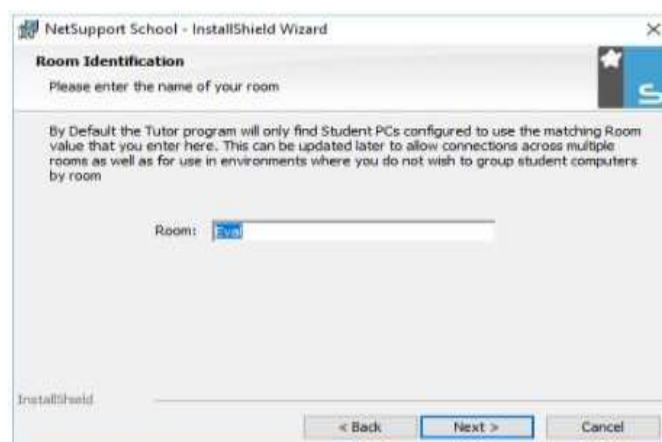 NetSupport School - InstallShield Wizard
Room Identification
Please enter the name of your room
S
By Default the Tutor program will only find Student PCs configured to use the matching Room
value that you enter here. This can be updated later to allow connections across multiple
rooms as well as for use in environments where you do not wish to group student computers
by room
Room: Eval
InstallShield
< Back Next > Cancel